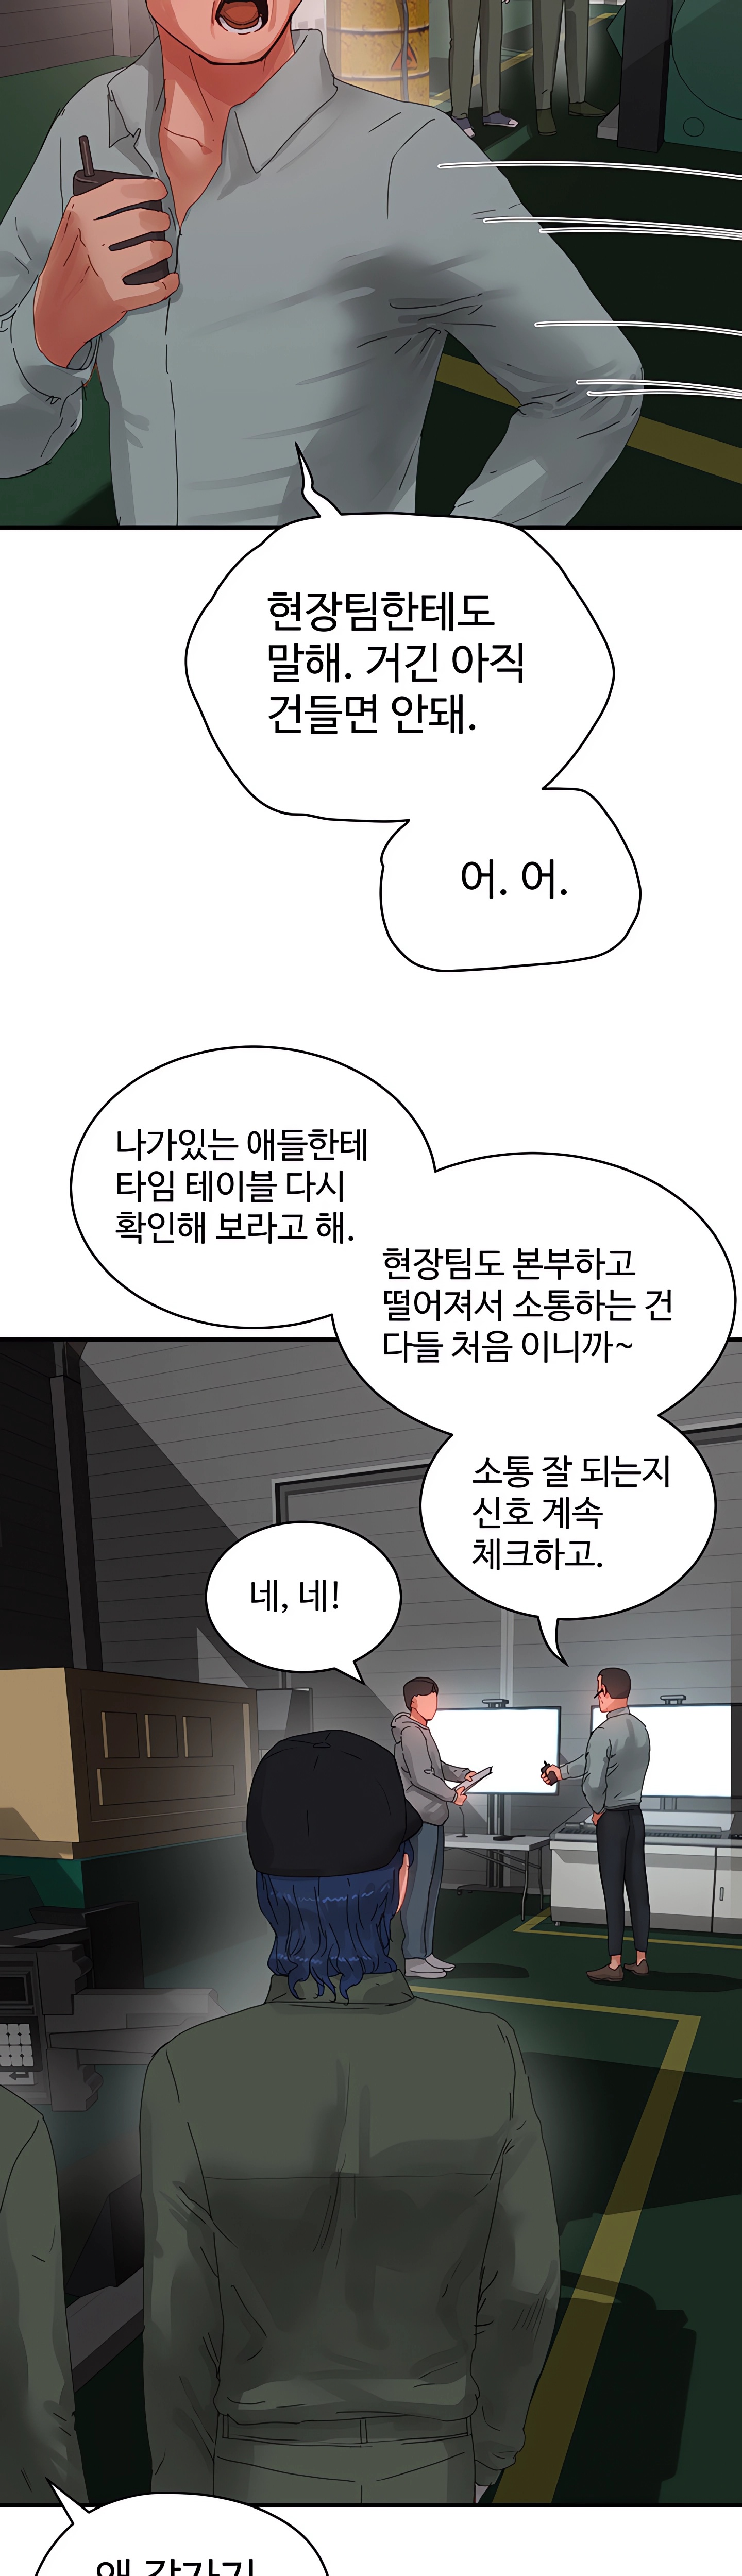 현장팀한테도
말해. 거긴 아직
건들면 안돼.
어. 어.
나가있는 애들한테
타임 테이블 다시
확인해 보라고 해.
현장팀도 본부하고
떨어져서 소통하는 건
다들 처음 이니까~
소통 잘 되는지
신호 계속
체크하고.
네, 네!